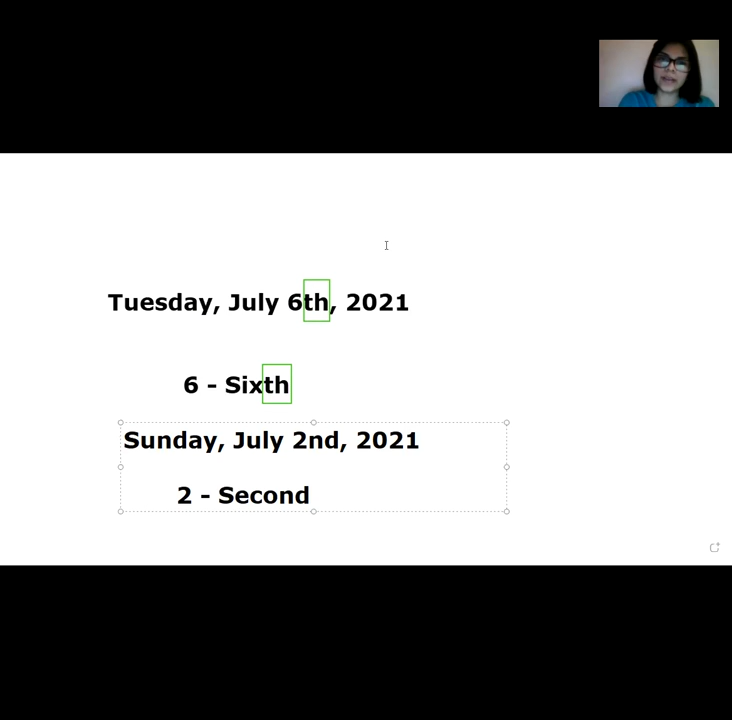 Tuesday, July 6th, 2021
6 - Sixth
Sunday, July 2nd, 2021
2 - Second